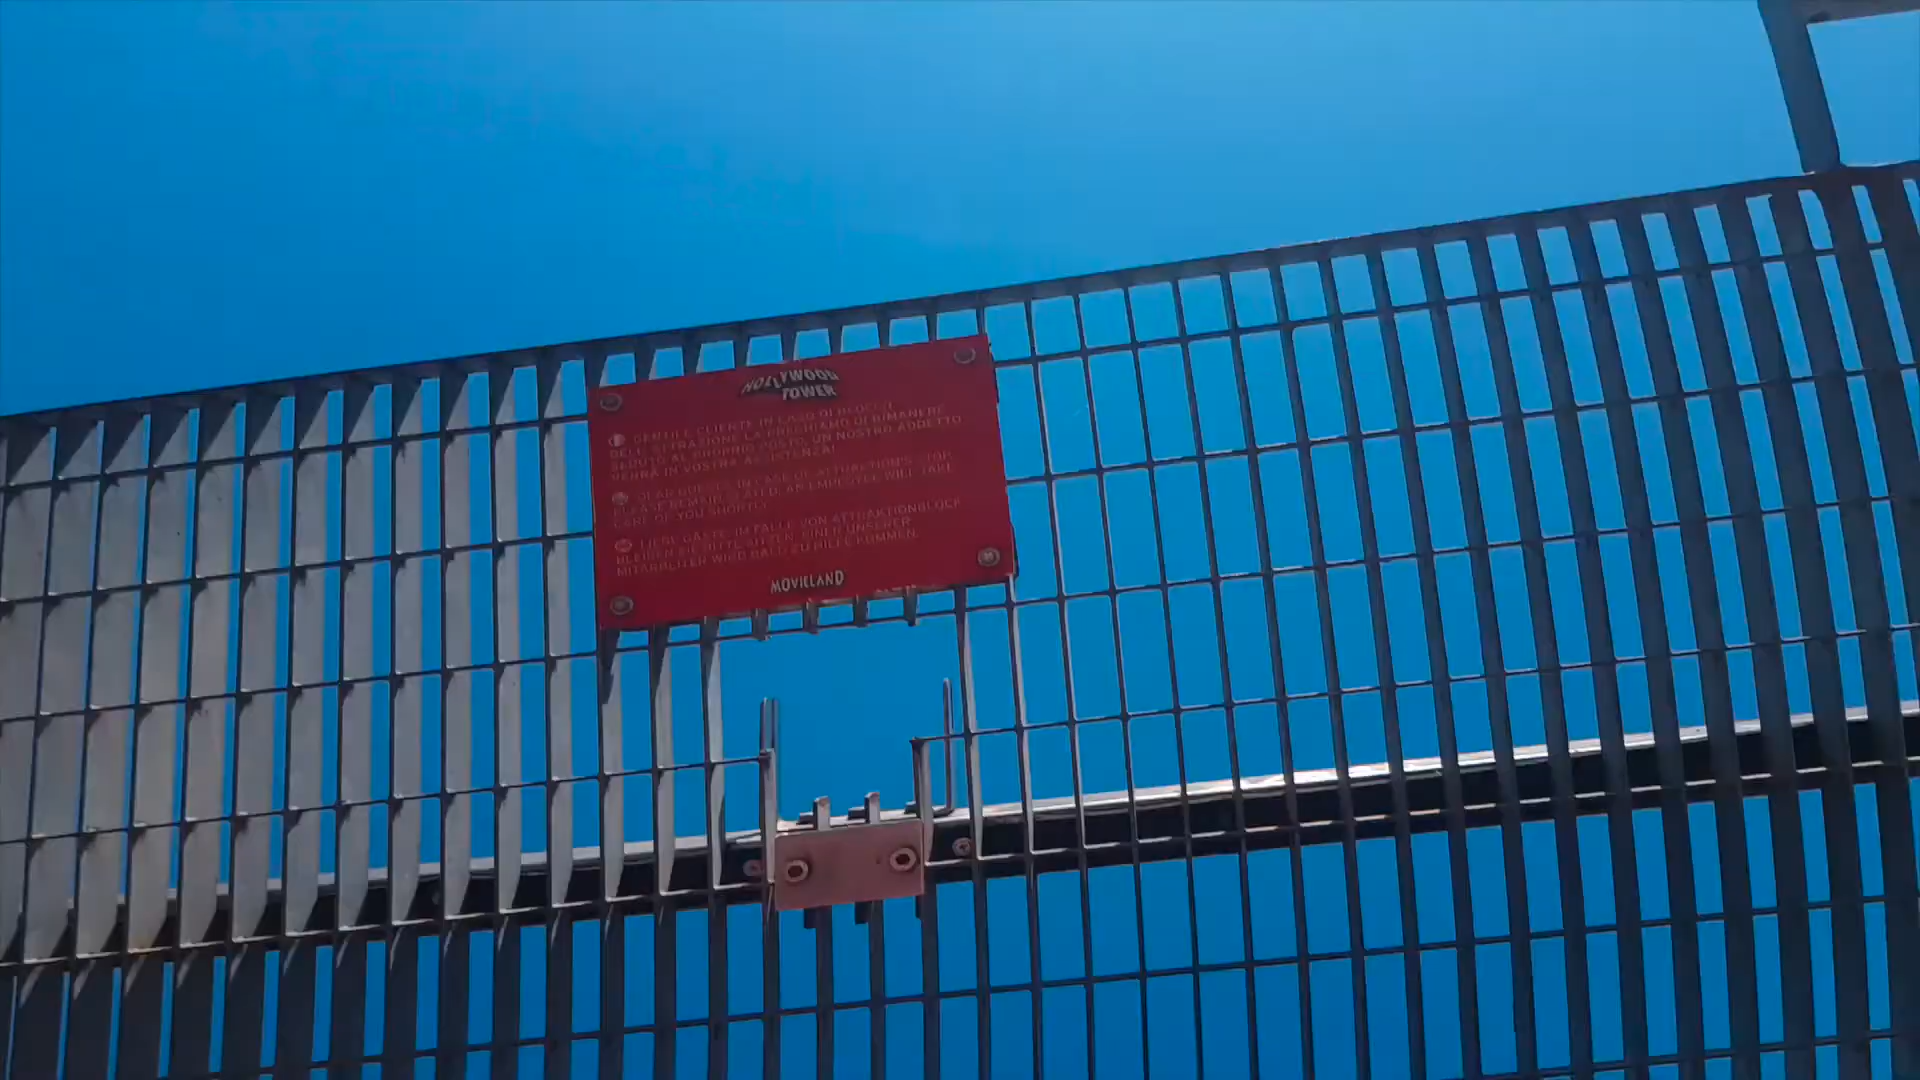 HOLLYWOOD
TOWER
GENTILE CLIENTE IN CASO DI BLOCCO
DELL'ATTRAZIONE LA PREGHIAMO DI RIMANERE
SEDUTO AL PROPRIO POSTO, UN NOSTRO ADDETTO
VERRÀ IN VOSTRA ASSISTENZA!
DEAR GUESTS, IN CASE OF ATTRACTION'S STOP,
PLEASE REMAIN SEATED, AN EMPLOYEE WILL TAKE
CARE OF YOU SHORTLY.
LIEBE GÄSTE, IM FALLE VON ATTRAKTIONBLOCK
BLEIBEN SIE BITTE SITZEN, EINER UNSERER
MITARBEITER WIRD BALD ZU HILFE KOMMEN.
MOVIELAND